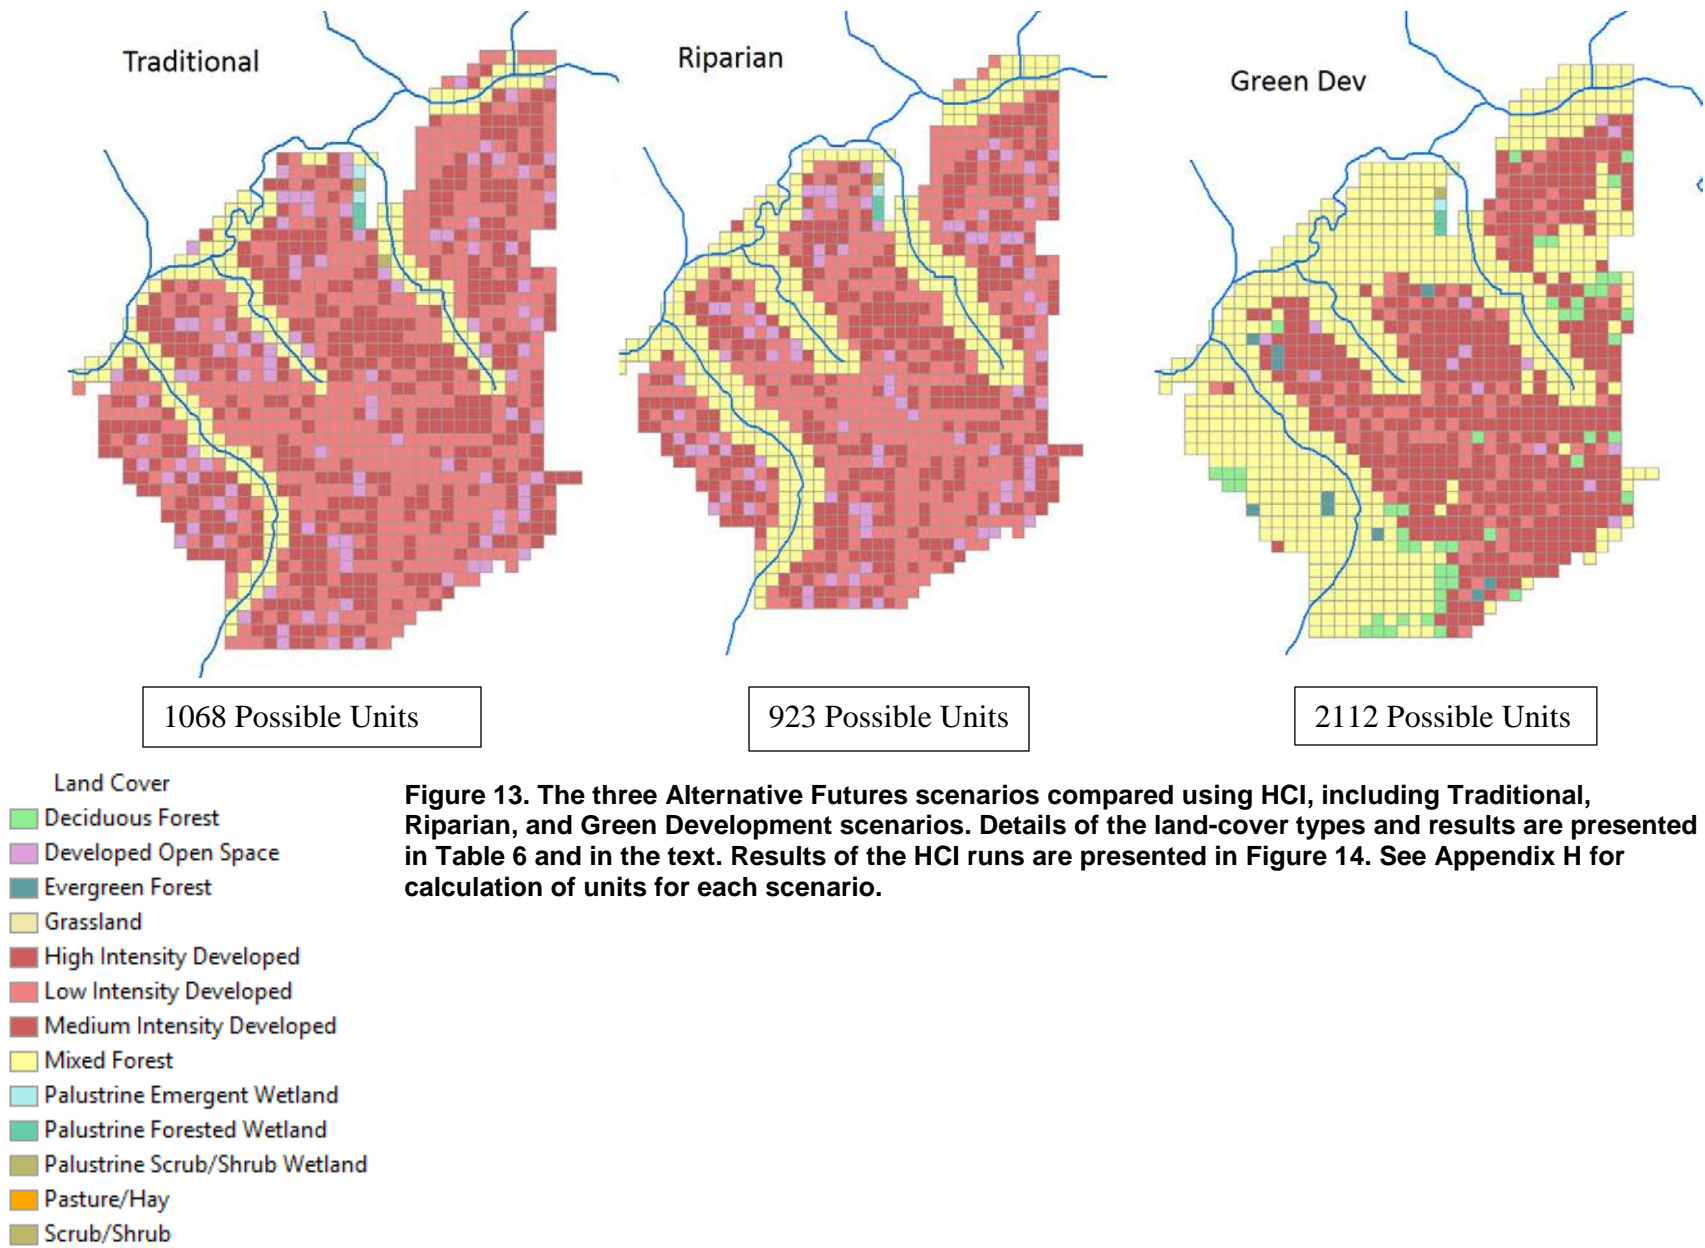 Traditional
Riparian
Green Dev
1068 Possible Units
923 Possible Units
2112 Possible Units
Land Cover
Deciduous Forest
Developed Open Space
Evergreen Forest
Grassland
High Intensity Developed
Low Intensity Developed
Medium Intensity Developed
Mixed Forest
Palustrine Emergent Wetland
Palustrine Forested Wetland
Palustrine Scrub/Shrub Wetland
Pasture/Hay
Scrub/Shrub
Figure 13. The three Alternative Futures scenarios compared using HCI, including Traditional,
Riparian, and Green Development scenarios. Details of the land-cover types and results are presented
in Table 6 and in the text. Results of the HCI runs are presented in Figure 14. See Appendix H for
calculation of units for each scenario.